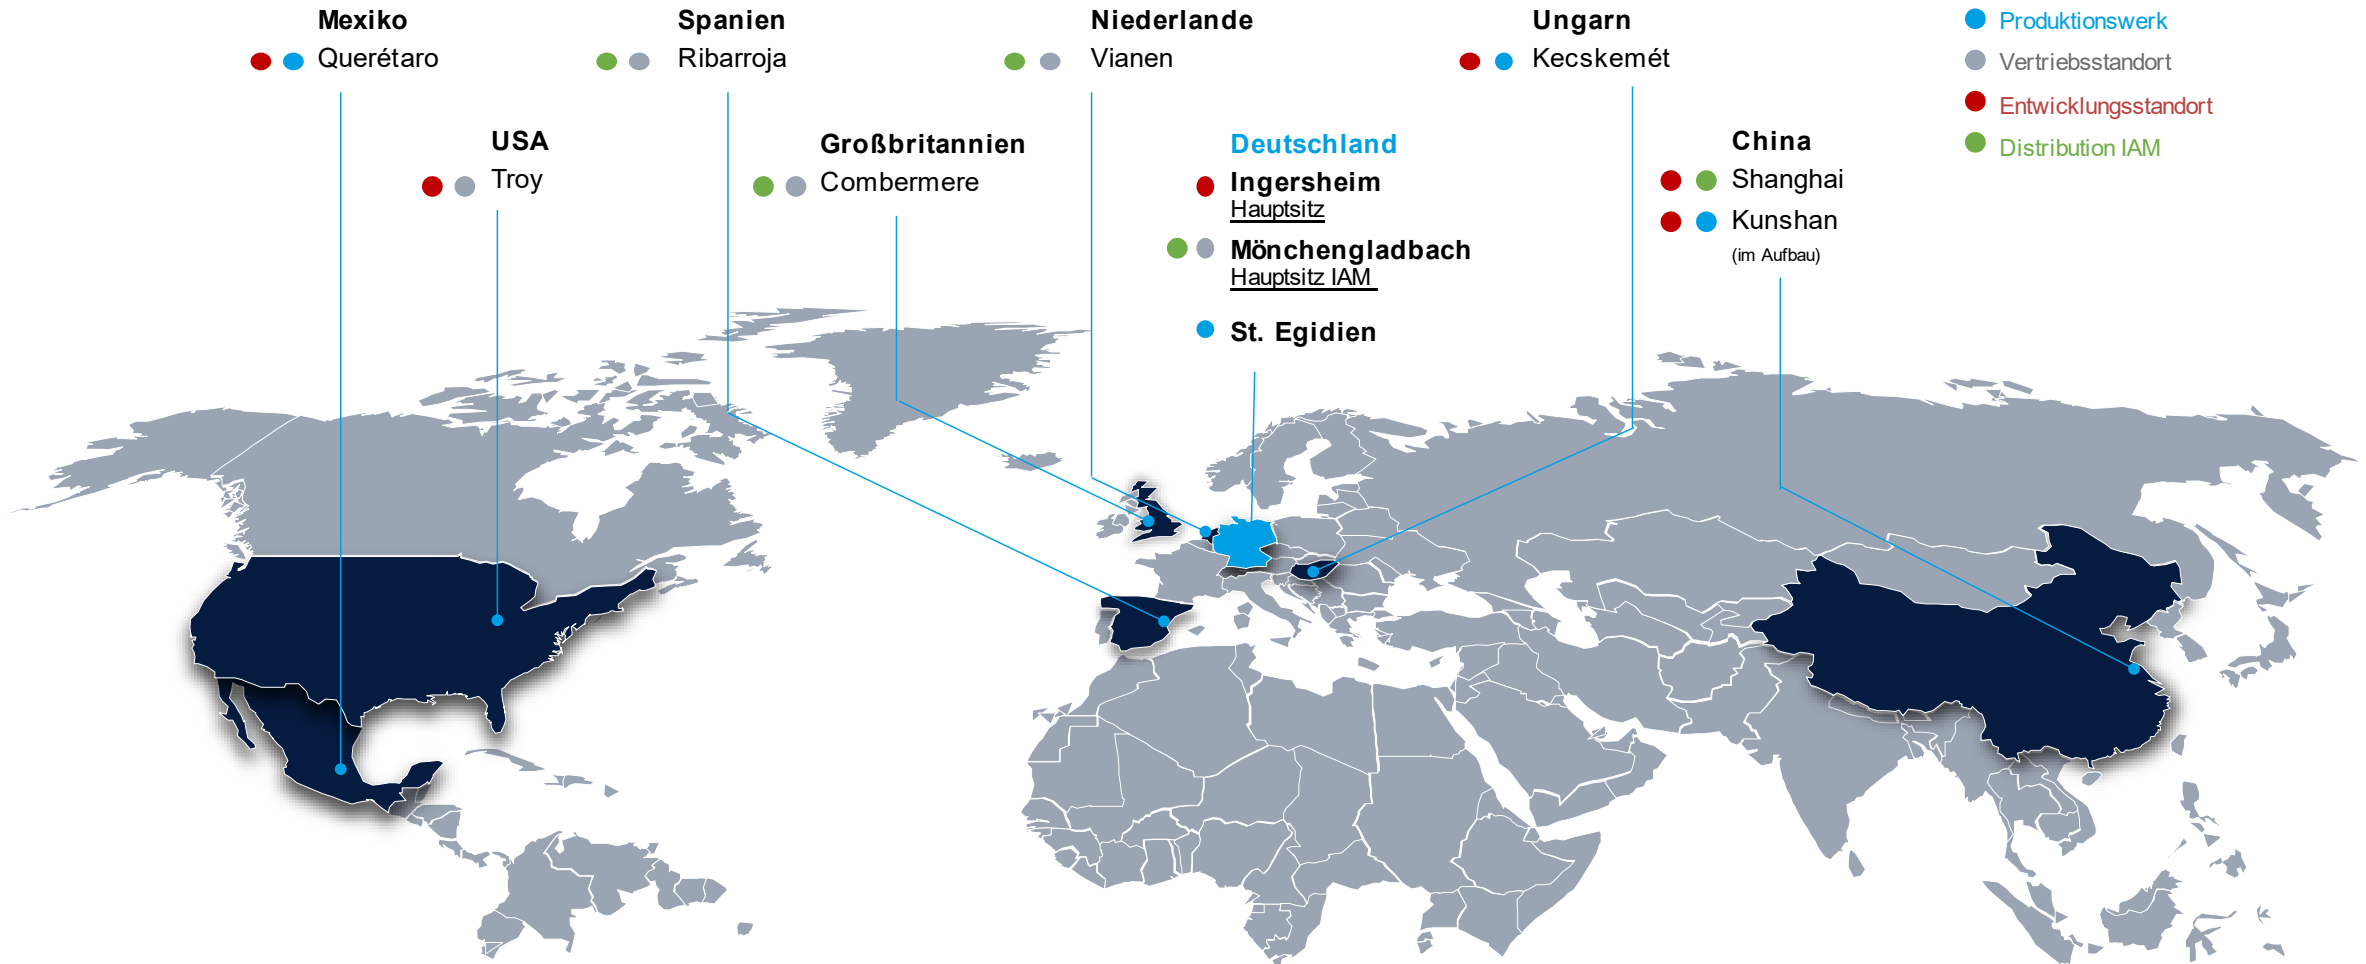 Mexiko
Querétaro
Spanien
Ribarroja
Niederlande
Vianen
Ungarn
Kecskemét
Produktionswerk
Vertriebsstandort
Entwicklungsstandort
Distribution IAM
USA
Troy
Großbritannien
Combermere
Deutschland
Ingersheim
Hauptsitz
Mönchengladbach
Hauptsitz IAM
St. Egidien
China
Shanghai
Kunshan
(im Aufbau)